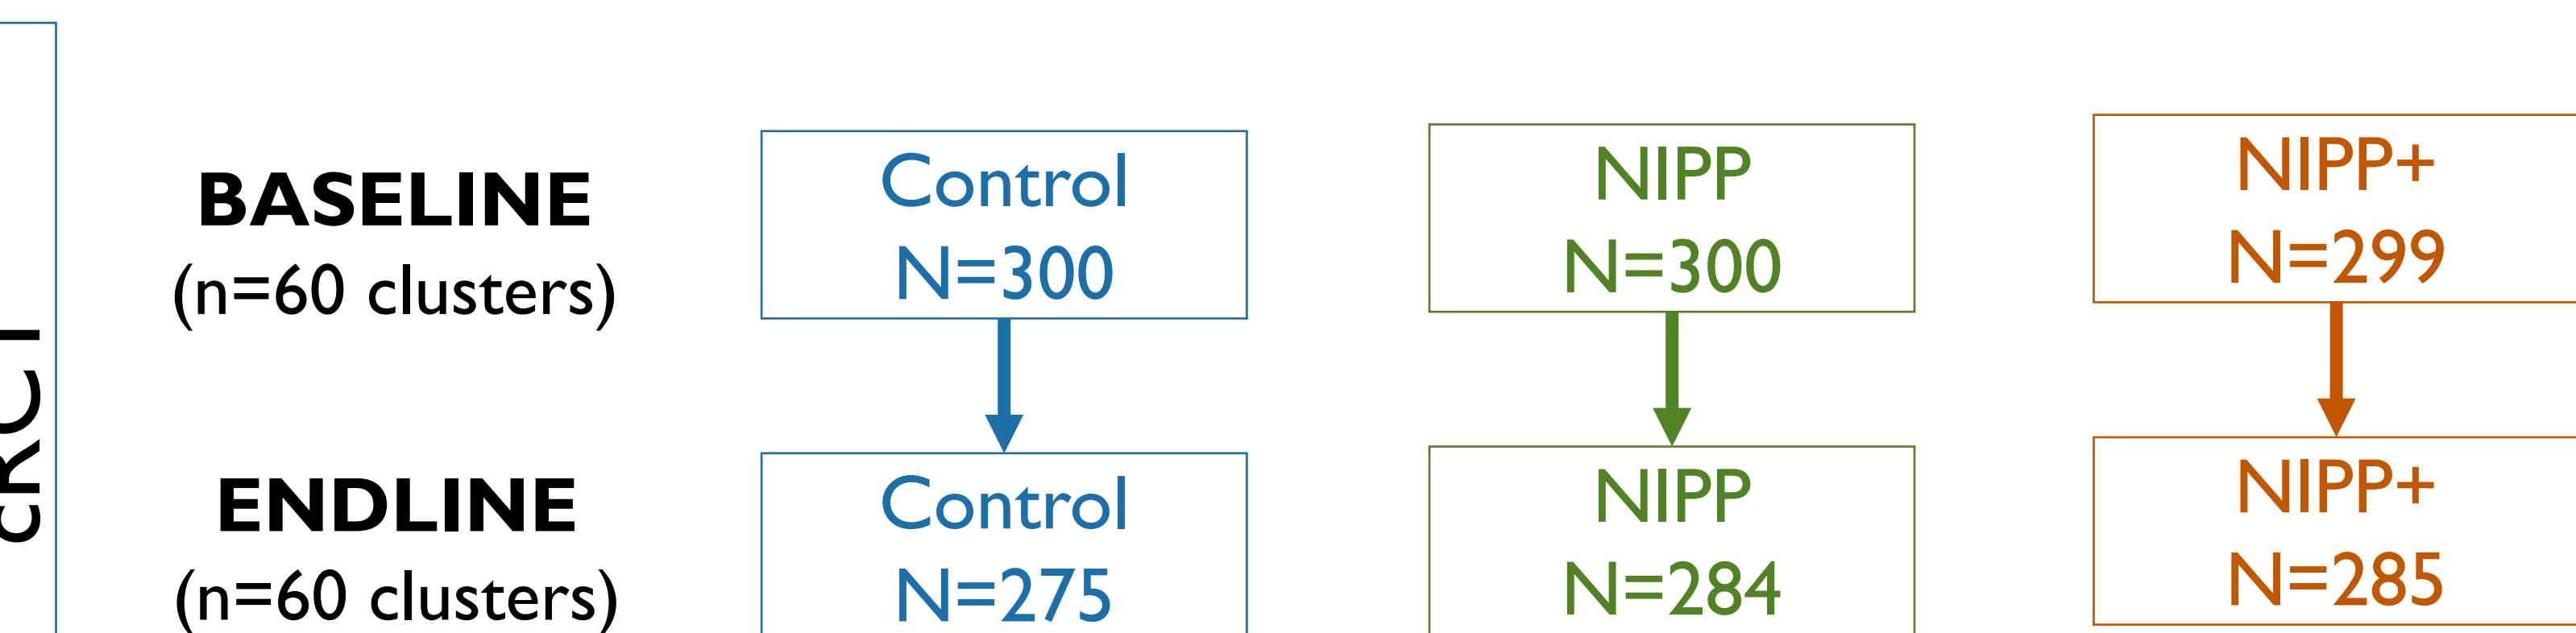 cRCT
BASELINE
(n=60 clusters)
Control
N=300
NIPP
N=300
NIPP+
N=299
ENDLINE
(n=60 clusters)
Control
N=275
NIPP
N=284
NIPP+
N=285